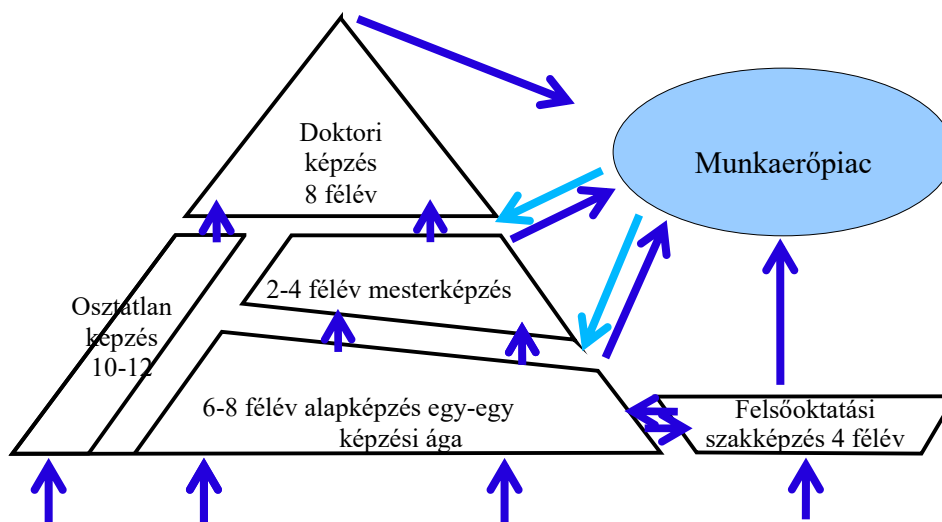 Doktori
képzés
8 félév
Munkaerőpiac
2-4 félév mesterképzés
Osztatlan
kepzés
10-12
6-8 félév alapképzés egy-egy
képzési ága
Felsőoktatási
szakképzés 4 félév